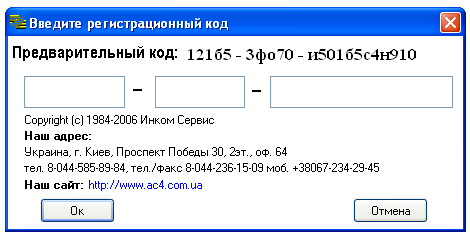 Введите регистрационный код
Предварительный код: 121б5 - 3фо70 - и501б5с4н910
– –
Copyright (c) 1984-2006 Инком Сервис
Наш адрес:
Украина, г. Киев, Проспект Победы 30, 2эт., оф. 64
тел. 8-044-585-89-84, тел./факс 8-044-236-15-09 моб. +38067-234-29-45
Наш сайт: http://www.ac4.com.ua
Ок Отмена